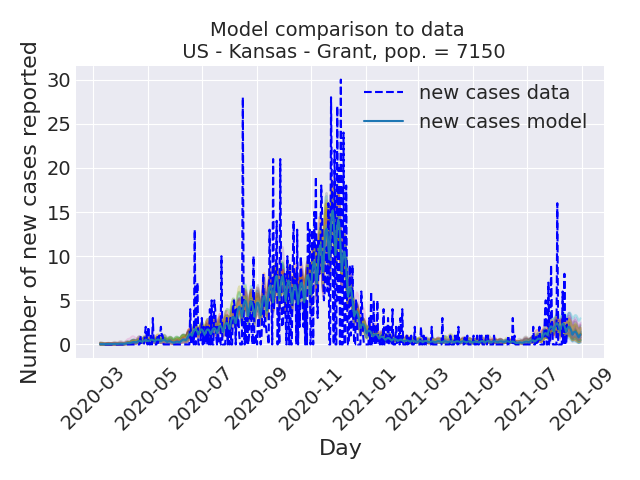 Model comparison to data
US - Kansas - Grant, pop. = 7150
Number of new cases reported
30
25
20
15
10
5
0
new cases data
new cases model
2020-03
2020-05
2020-07
2020-09
2020-11
2021-01
2021-03
2021-05
2021-07
2021-09
Day